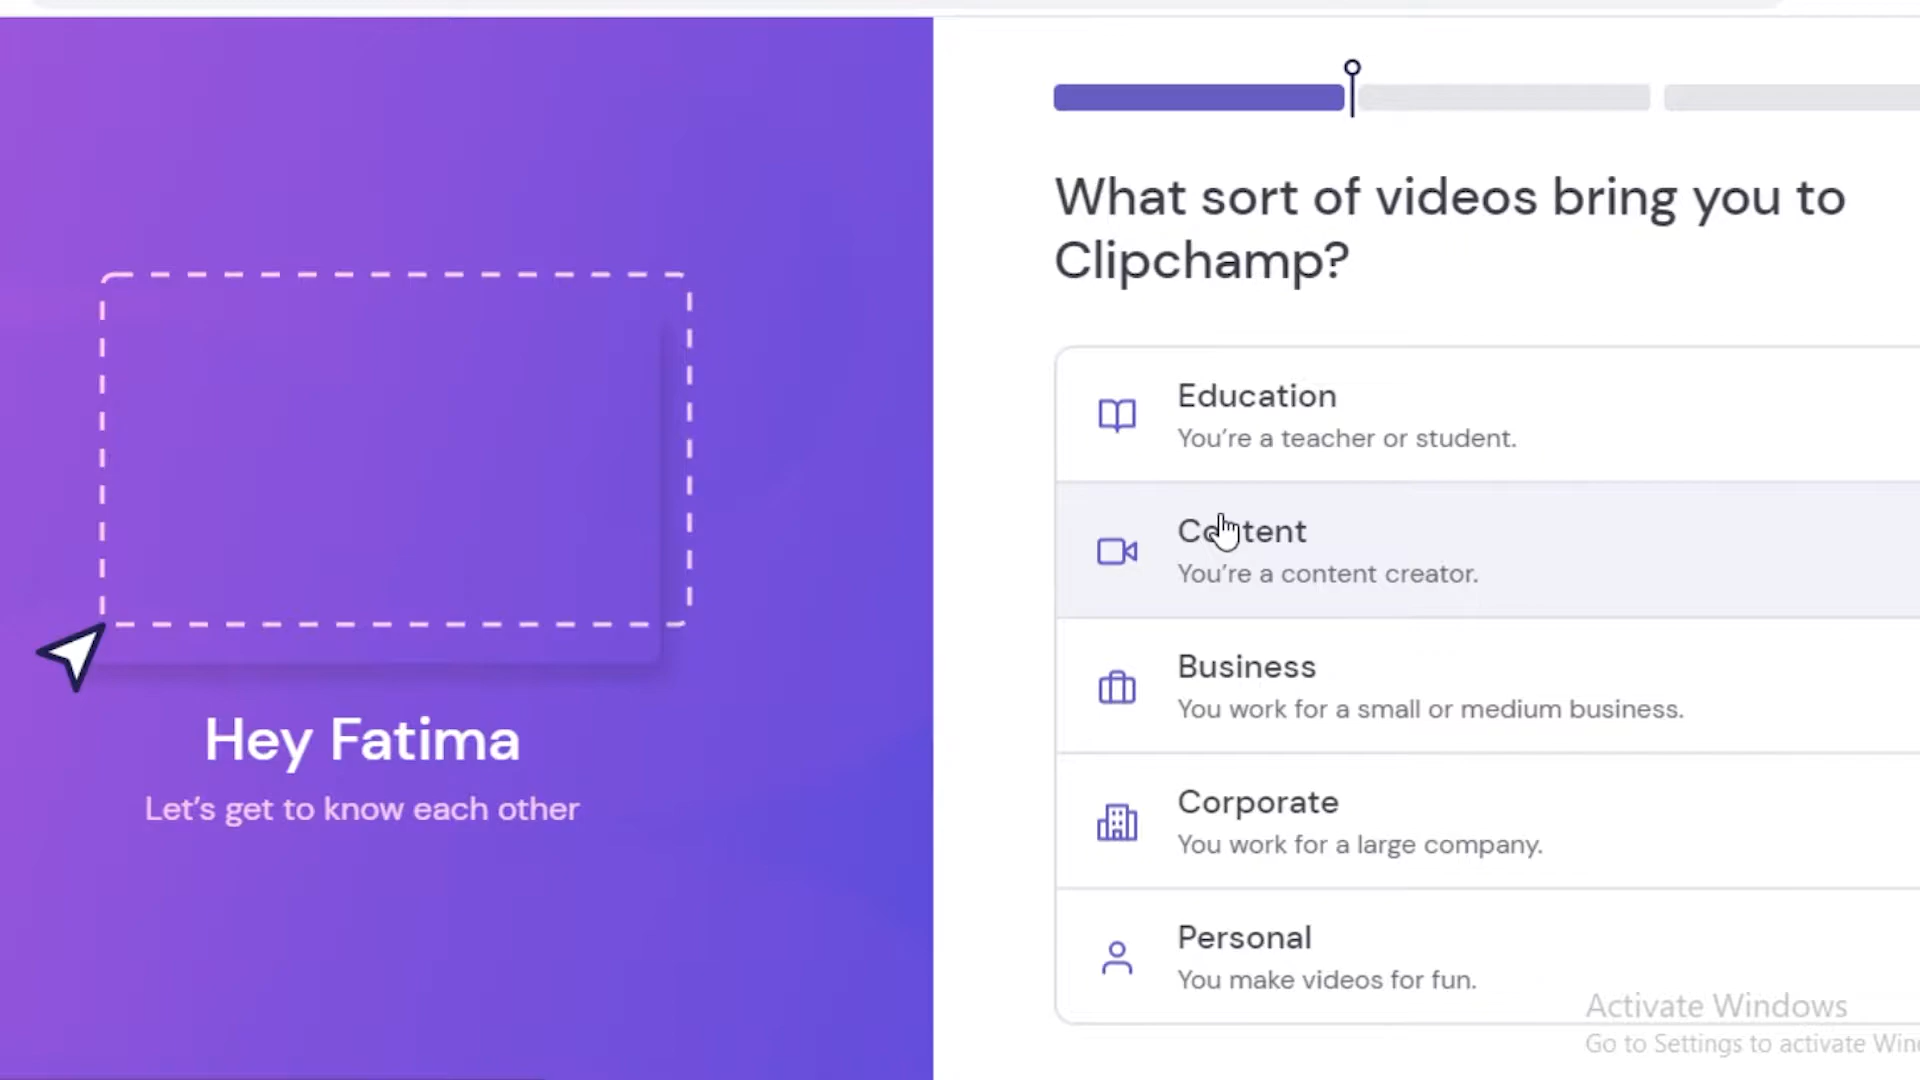 What sort of videos bring you to
Clipchamp?
Education
You're a teacher or student.
Content
You're a content creator.
Business
You work for a small or medium business.
Corporate
You work for a large company.
Personal
You make videos for fun.
Hey Fatima
Let's get to know each other
Activate Windows
Go to Settings to activate